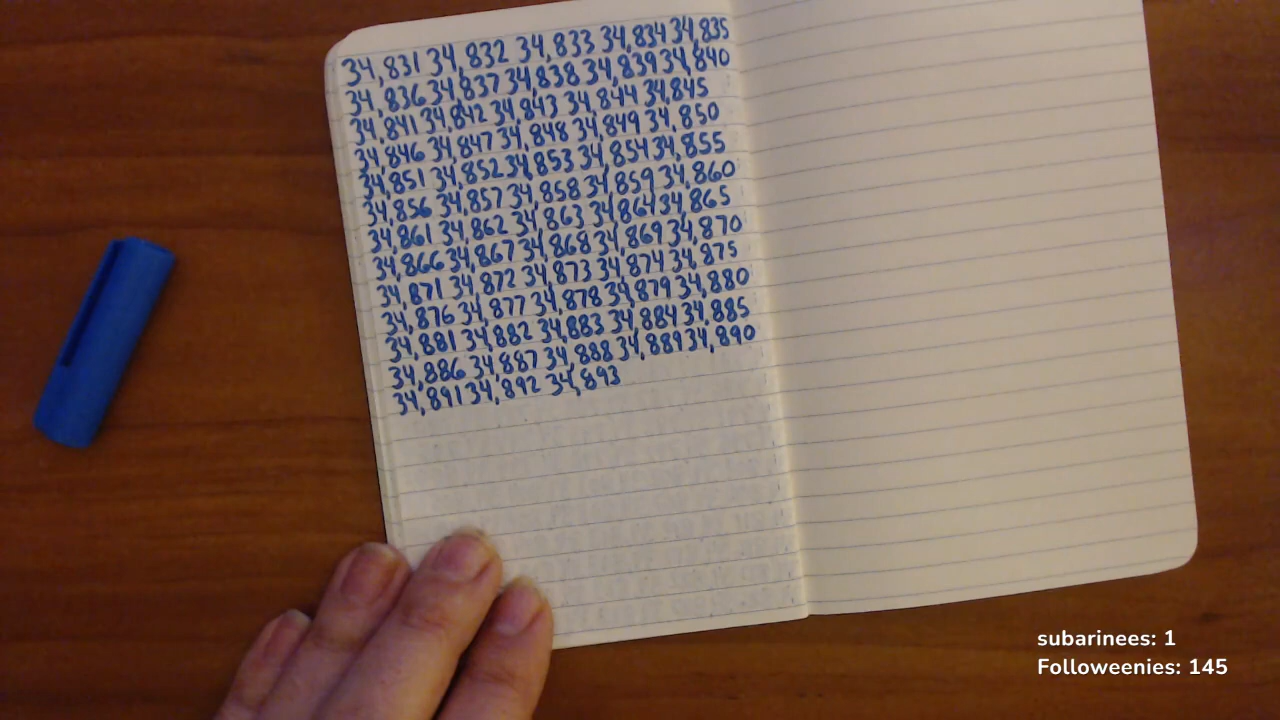 34,831 34,832 34,833 34,834 34,835
34,836 34,837 34,838 34,839 34,840
34,841 34,842 34,843 34,844 34,845
34,846 34,847 34,848 34,849 34,850
34,851 34,852 34,853 34,854 34,855
34,856 34,857 34,858 34,859 34,860
34,861 34,862 34,863 34,864 34,865
34,866 34,867 34,868 34,869 34,870
34,871 34,872 34,873 34,874 34,875
34,876 34,877 34,878 34,879 34,880
34,881 34,882 34,883 34,884 34,885
34,886 34,887 34,888 34,889 34,890
34,891 34,892 34,893
subarinees: 1
Followeenies: 145